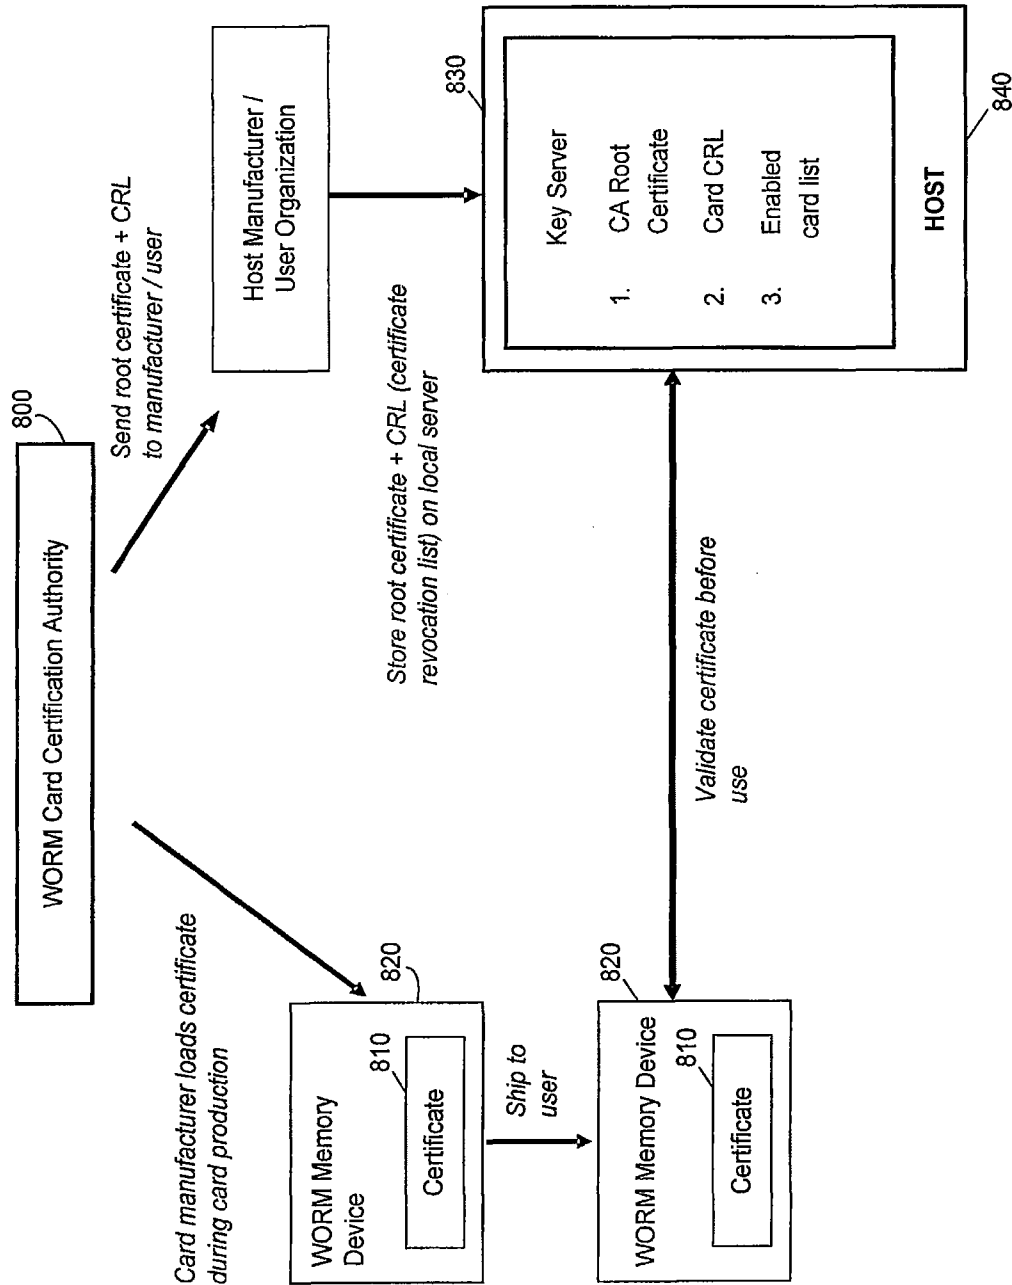 800
WORM Card Certification Authority
Card manufacturer loads certificate
during card production
Send root certificate + CRL
to manufacturer / user
820
WORM Memory
Device
810
Certificate
Host Manufacturer /
User Organization
Ship to
user
Store root certificate + CRL (certificate
revocation list) on local server
820
WORM Memory Device
810
Certificate
Validate certificate before
use
830
Key Server
1. CA Root
Certificate
2. Card CRL
3. Enabled
card list
HOST
840